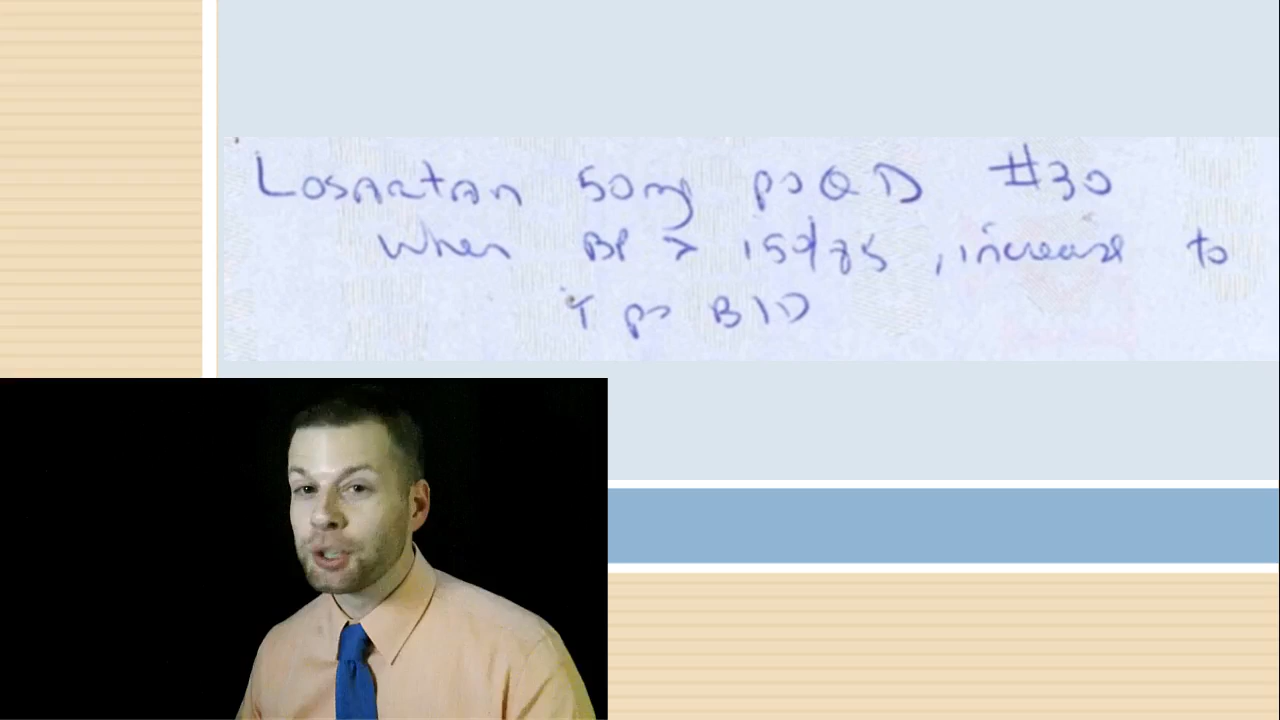 Losartan 50mg po QD #30
When BP > 150/85 , increase to
T po BID